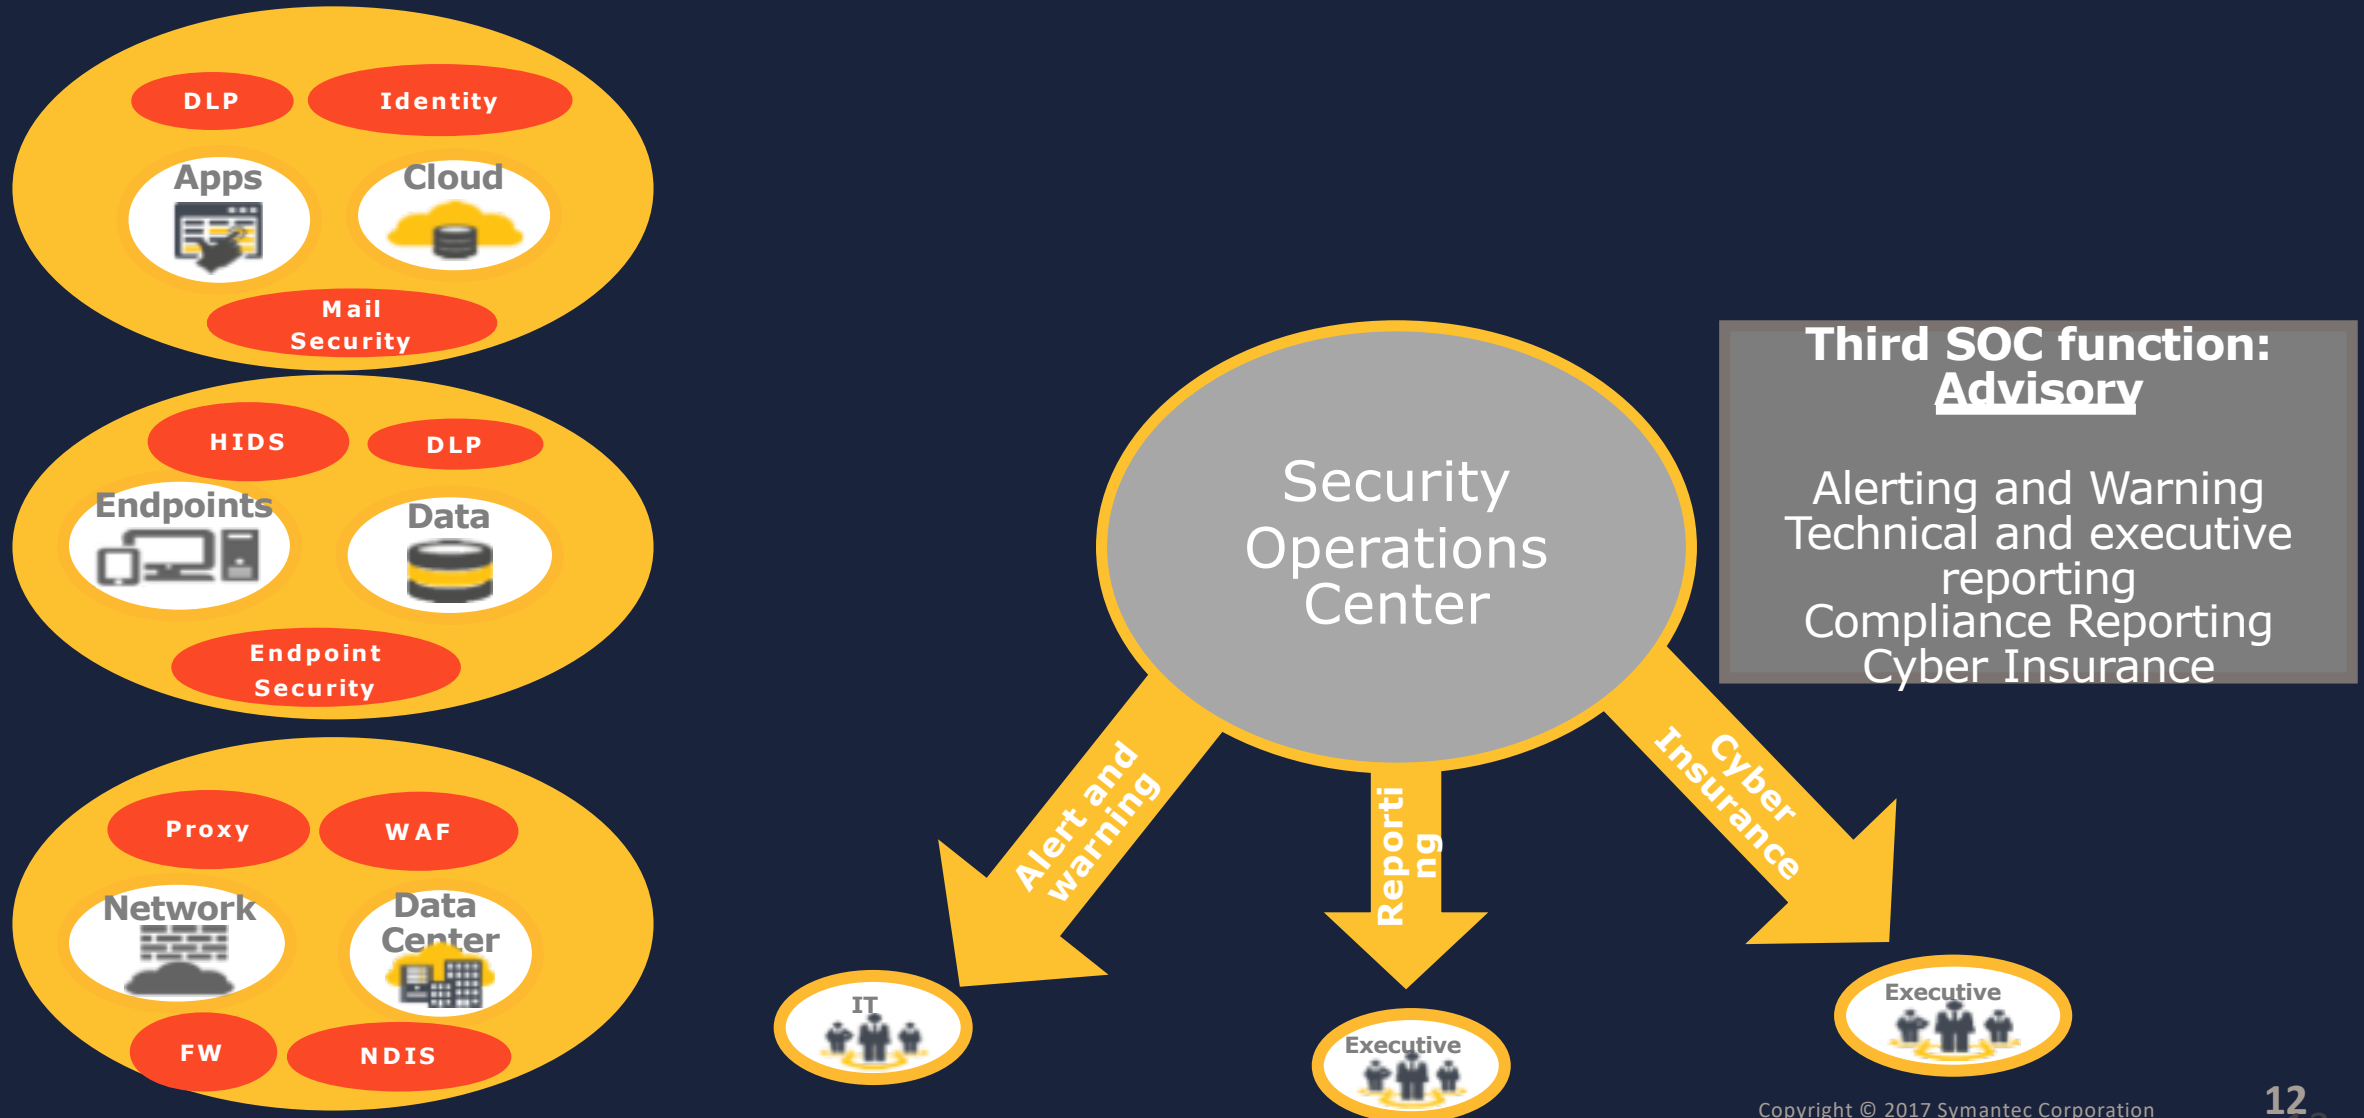 DLP
Identity
Apps
Cloud
Mail
Security
HIDS
DLP
Endpoints
Data
Endpoint
Security
Proxy
WAF
Network
Data
Center
FW
NDIS
Security
Operations
Center
Third SOC function:
Advisory
Alerting and Warning
Technical and executive
reporting
Compliance Reporting
Cyber Insurance
Alert and
warning
Reporti
ng
Cyber
Insurance
IT
Executive
Executive
Copyright © 2017 Symantec Corporation
12